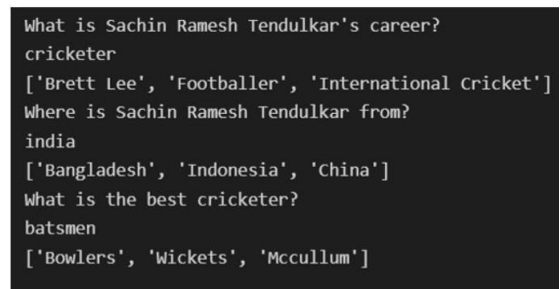 What is Sachin Ramesh Tendulkar's career?
cricketer
['Brett Lee', 'Footballer', 'International Cricket']
Where is Sachin Ramesh Tendulkar from?
india
['Bangladesh', 'Indonesia', 'China']
What is the best cricketer?
batsmen
['Bowlers', 'Wickets', 'Mccullum']